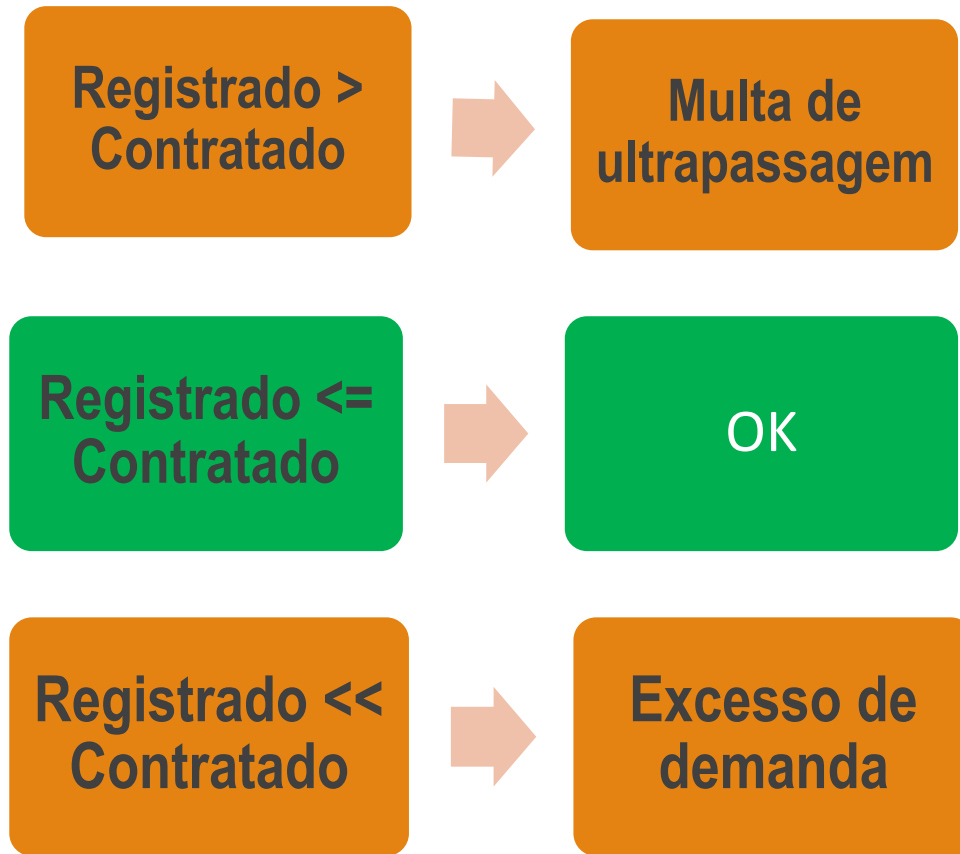 Registrado >
Contratado
Multa de
ultrapassagem
Registrado <=
Contratado
OK
Registrado <<
Contratado
Excesso de
demanda